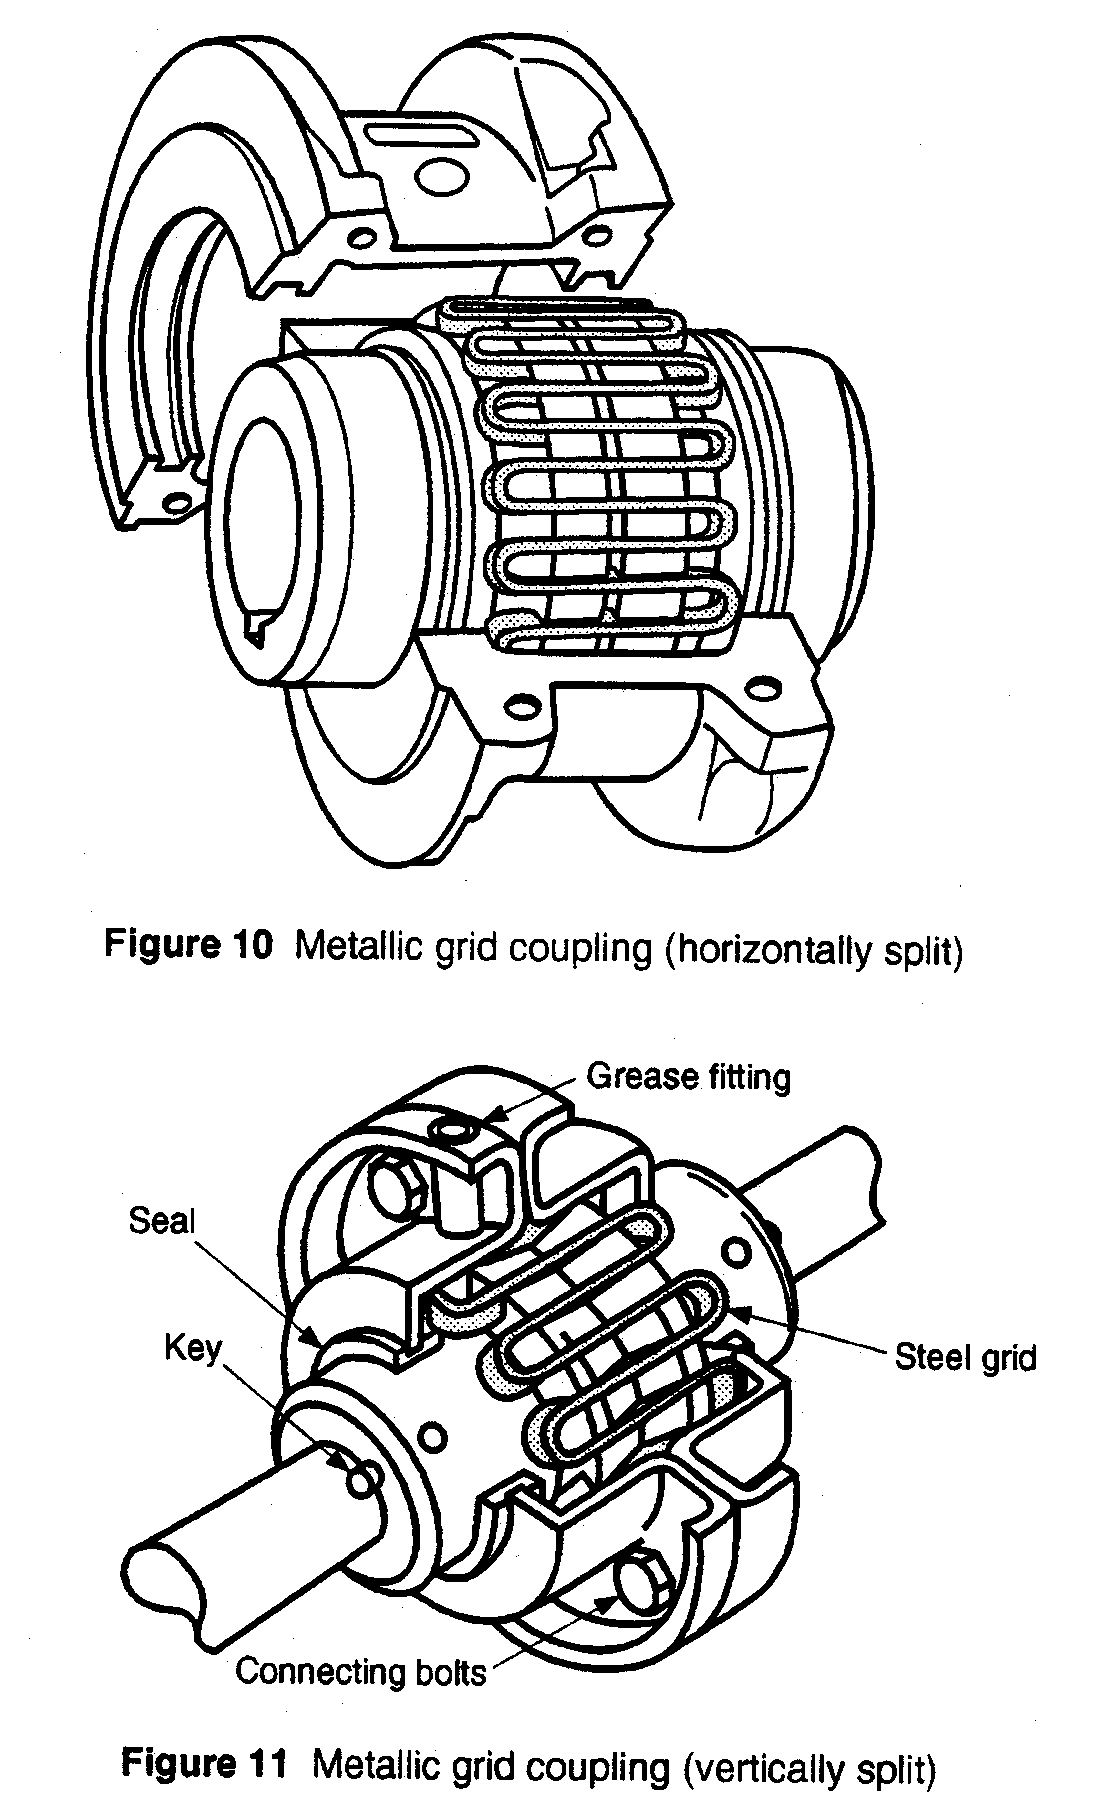 Figure 10 Metallic grid coupling (horizontally split)
Grease fitting
Seal
Key
Steel grid
Connecting bolts
Figure 11 Metallic grid coupling (vertically split)